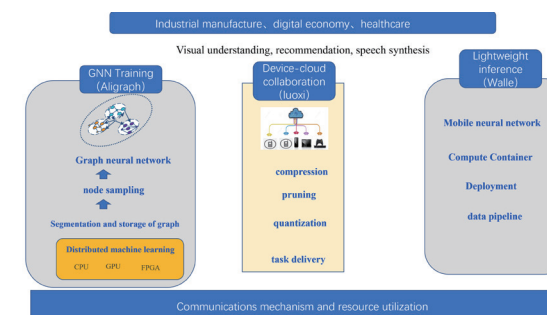 Industrial manufacture、digital economy、healthcare
Visual understanding, recommendation, speech synthesis
GNN Training
（Aligraph）
Graph neural network
node sampling
Segmentation and storage of graph
Distributed machine learning
CPU GPU FPGA
Device-cloud
collaboration
（luoxi）
compression
pruning
quantization
task delivery
Lightweight
inference
（Walle）
Mobile neural network
Compute Container
Deployment
data pipeline
Communications mechanism and resource utilization